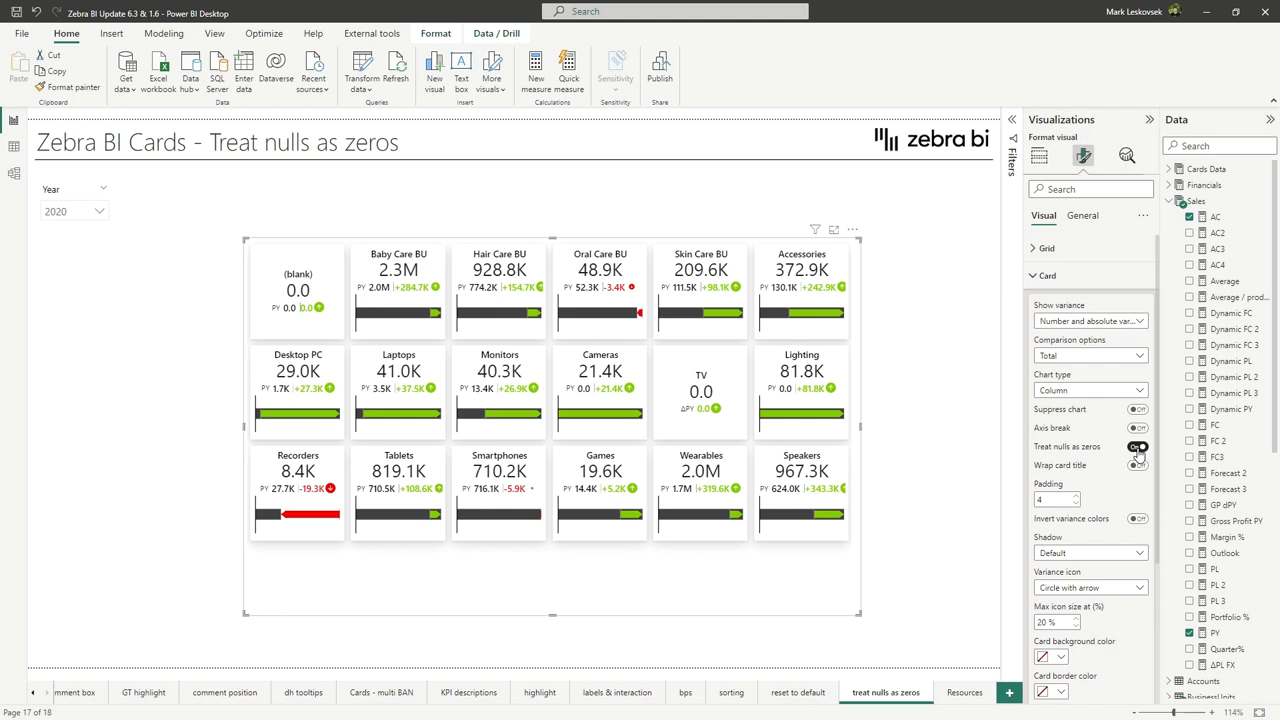 Zebra BI Update 6.3 & 1.6 - Power BI Desktop
Search
Mark Leskovsek
File
Home
Insert
Modeling
View
Optimize
Help
External tools
Format
Data / Drill
Paste
Cut
Copy
Format painter
Get data
Excel workbook
Data hub
SQL Server
Enter data
Dataverse
Recent sources
Transform data
Refresh
New visual
Text box
More visuals
New measure
Quick measure
Sensitivity
Publish
Clipboard
Data
Queries
Insert
Calculations
Sensitivity
Share
Zebra BI Cards - Treat nulls as zeros
zebra bi
Year
2020
(blank)
0.0
PY 0.0 0.0
Baby Care BU
2.3M
PY 2.0M +284.7K
Hair Care BU
928.8K
PY 774.2K +154.7K
Oral Care BU
48.9K
PY 52.3K -3.4K
Skin Care BU
209.6K
PY 111.5K +98.1K
Accessories
372.9K
PY 130.1K +242.9K
Desktop PC
29.0K
PY 1.7K +27.3K
Laptops
41.0K
PY 3.5K +37.5K
Monitors
40.3K
PY 13.4K +26.9K
Cameras
21.4K
PY 0.0 +21.4K
TV
0.0
ΔPY 0.0
Lighting
81.8K
PY 0.0 +81.8K
Recorders
8.4K
PY 27.7K -19.3K
Tablets
819.1K
PY 710.5K +108.6K
Smartphones
710.2K
PY 716.1K -5.9K
Games
19.6K
PY 14.4K +5.2K
Wearables
2.0M
PY 1.7M +319.6K
Speakers
967.3K
PY 624.0K +343.3K
Filters
Visualizations
Format visual
Search
Visual
General
Grid
Card
Show variance
Number and absolute var...
Comparison options
Total
Chart type
Column
Suppress chart
Off
Axis break
Off
Treat nulls as zeros
On
Wrap card title
Off
Padding
4
Invert variance colors
Off
Shadow
Default
Variance icon
Circle with arrow
Max icon size at (%)
20 %
Card background color
Card border color
Data
Search
Cards Data
Financials
Sales
AC
AC2
AC3
AC4
Average
Average / prod...
Dynamic FC
Dynamic FC 2
Dynamic FC 3
Dynamic PL
Dynamic PL 2
Dynamic PL 3
Dynamic PY
FC
FC 2
FC3
Forecast 2
Forecast 3
GP dPY
Gross Profit PY
Margin %
Outlook
PL
PL 2
PL 3
Portfolio %
PY
Quarter%
ΔPL FX
Accounts
BusinessUnits
mment box
GT highlight
comment position
dh tooltips
Cards - multi BAN
KPI descriptions
highlight
labels & interaction
bps
sorting
reset to default
treat nulls as zeros
Resources
Page 17 of 18
114%